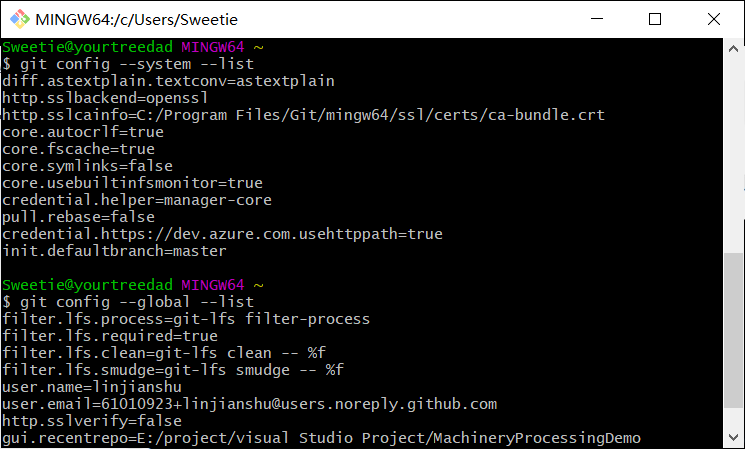 MINGW64:/c/Users/Sweetie
Sweetie@yourtreedad MINGW64 ~
$ git config --system --list
diff.astextplain.textconv=astextplain
http.sslbackend=openssl
http.sslcainfo=C:/Program Files/Git/mingw64/ssl/certs/ca-bundle.crt
core.autocrlf=true
core.fscache=true
core.symlinks=false
core.usebuiltinfsmonitor=true
credential.helper=manager-core
pull.rebase=false
credential.https://dev.azure.com.usehttppath=true
init.defaultbranch=master
Sweetie@yourtreedad MINGW64 ~
$ git config --global --list
filter.lfs.process=git-lfs filter-process
filter.lfs.required=true
filter.lfs.clean=git-lfs clean -- %f
filter.lfs.smudge=git-lfs smudge -- %f
user.name=linjianshu
user.email=61010923+linjianshu@users.noreply.github.com
http.sslverify=false
gui.recentrepo=E:/project/visual Studio Project/MachineryProcessingDemo